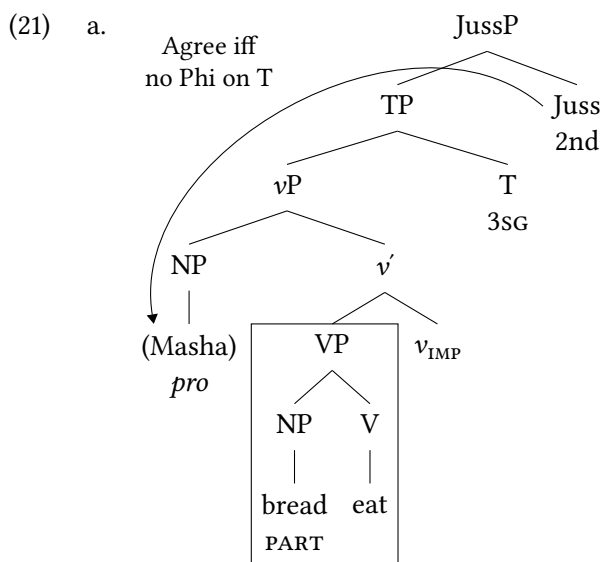 (21) a. JussP
Agree iff
no Phi on T
TP Juss
2nd
vP T
3SG
NP v′
(Masha) VP vIMP
pro
NP V
bread eat
PART